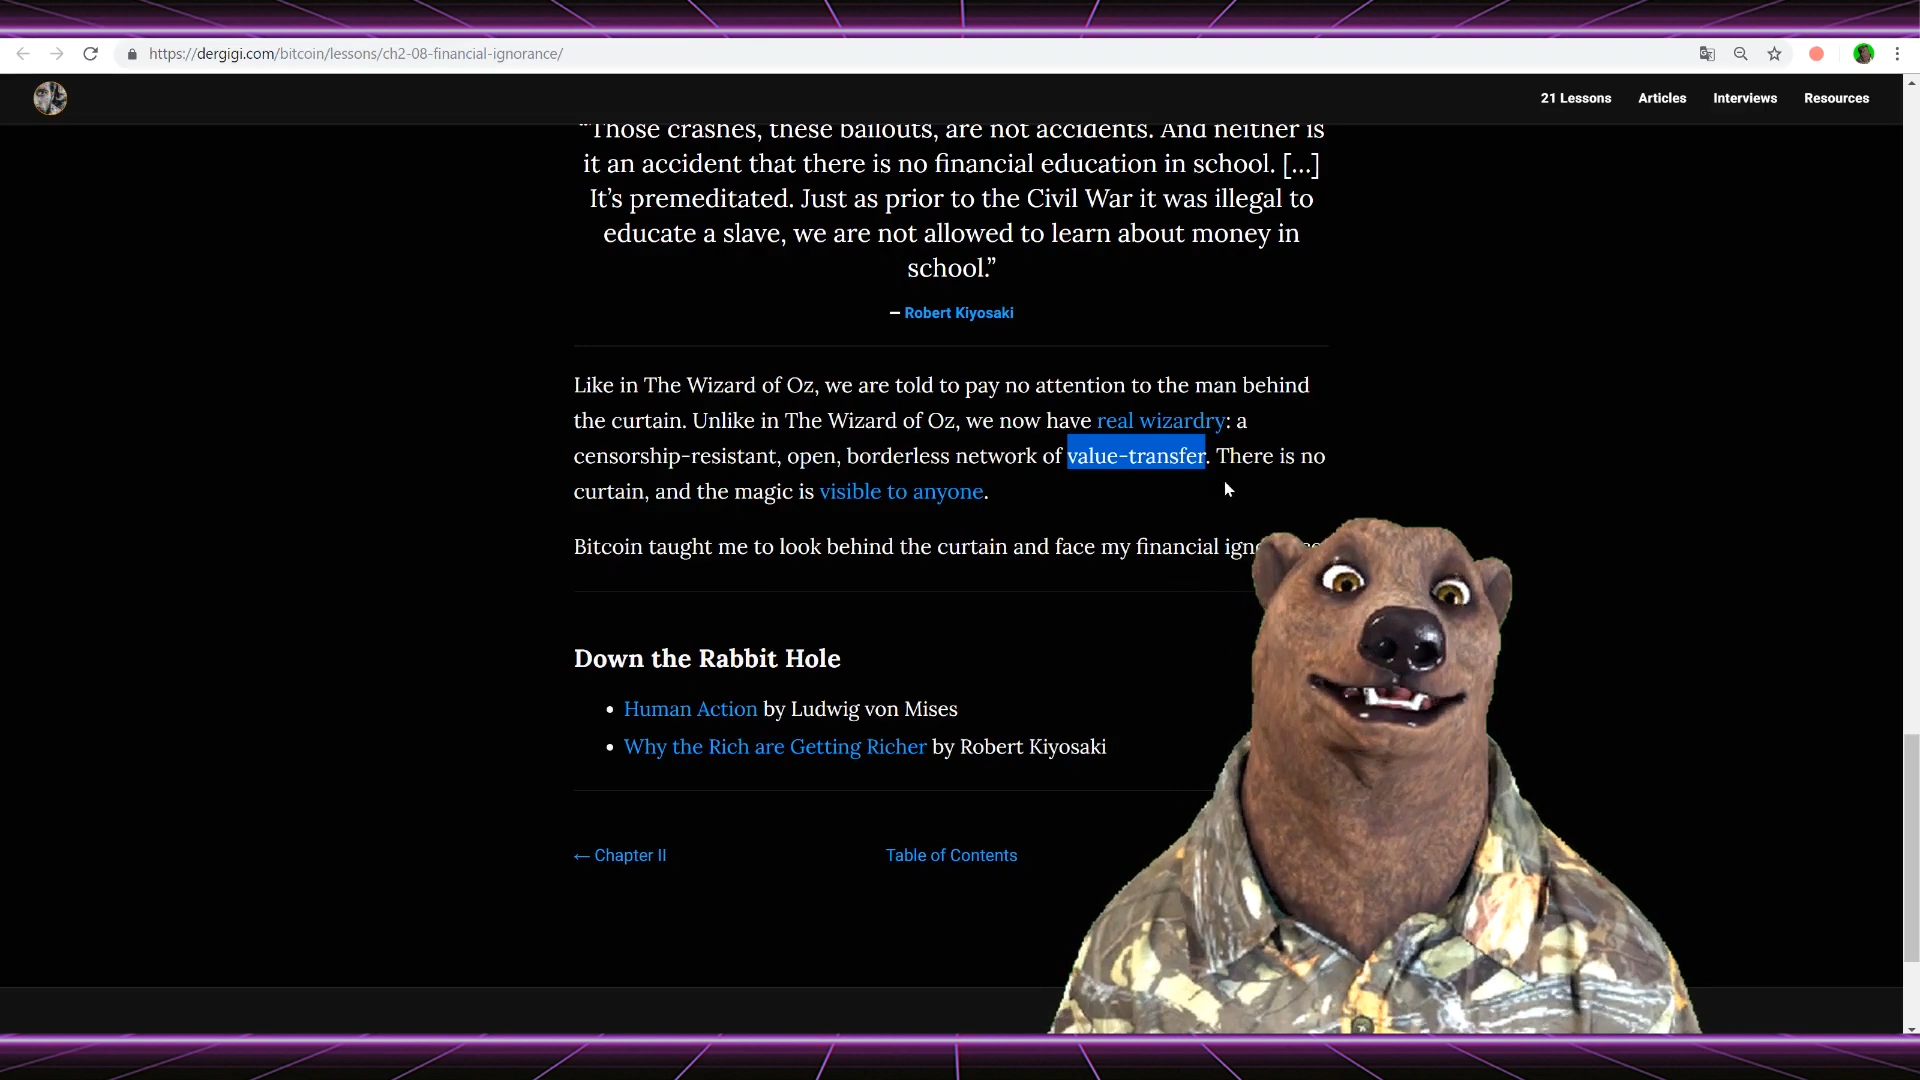 https://dergigi.com/bitcoin/lessons/ch2-08-financial-ignorance/
21 Lessons Articles Interviews Resources
“Those crashes, these bailouts, are not accidents. And neither is
it an accident that there is no financial education in school. […]
It’s premeditated. Just as prior to the Civil War it was illegal to
educate a slave, we are not allowed to learn about money in
school.”
— Robert Kiyosaki
Like in The Wizard of Oz, we are told to pay no attention to the man behind
the curtain. Unlike in The Wizard of Oz, we now have real wizardry: a
censorship-resistant, open, borderless network of value-transfer. There is no
curtain, and the magic is visible to anyone.
Bitcoin taught me to look behind the curtain and face my financial
Down the Rabbit Hole
• Human Action by Ludwig von Mises
• Why the Rich are Getting Richer by Robert Kiyosaki
← Chapter II
Table of Contents